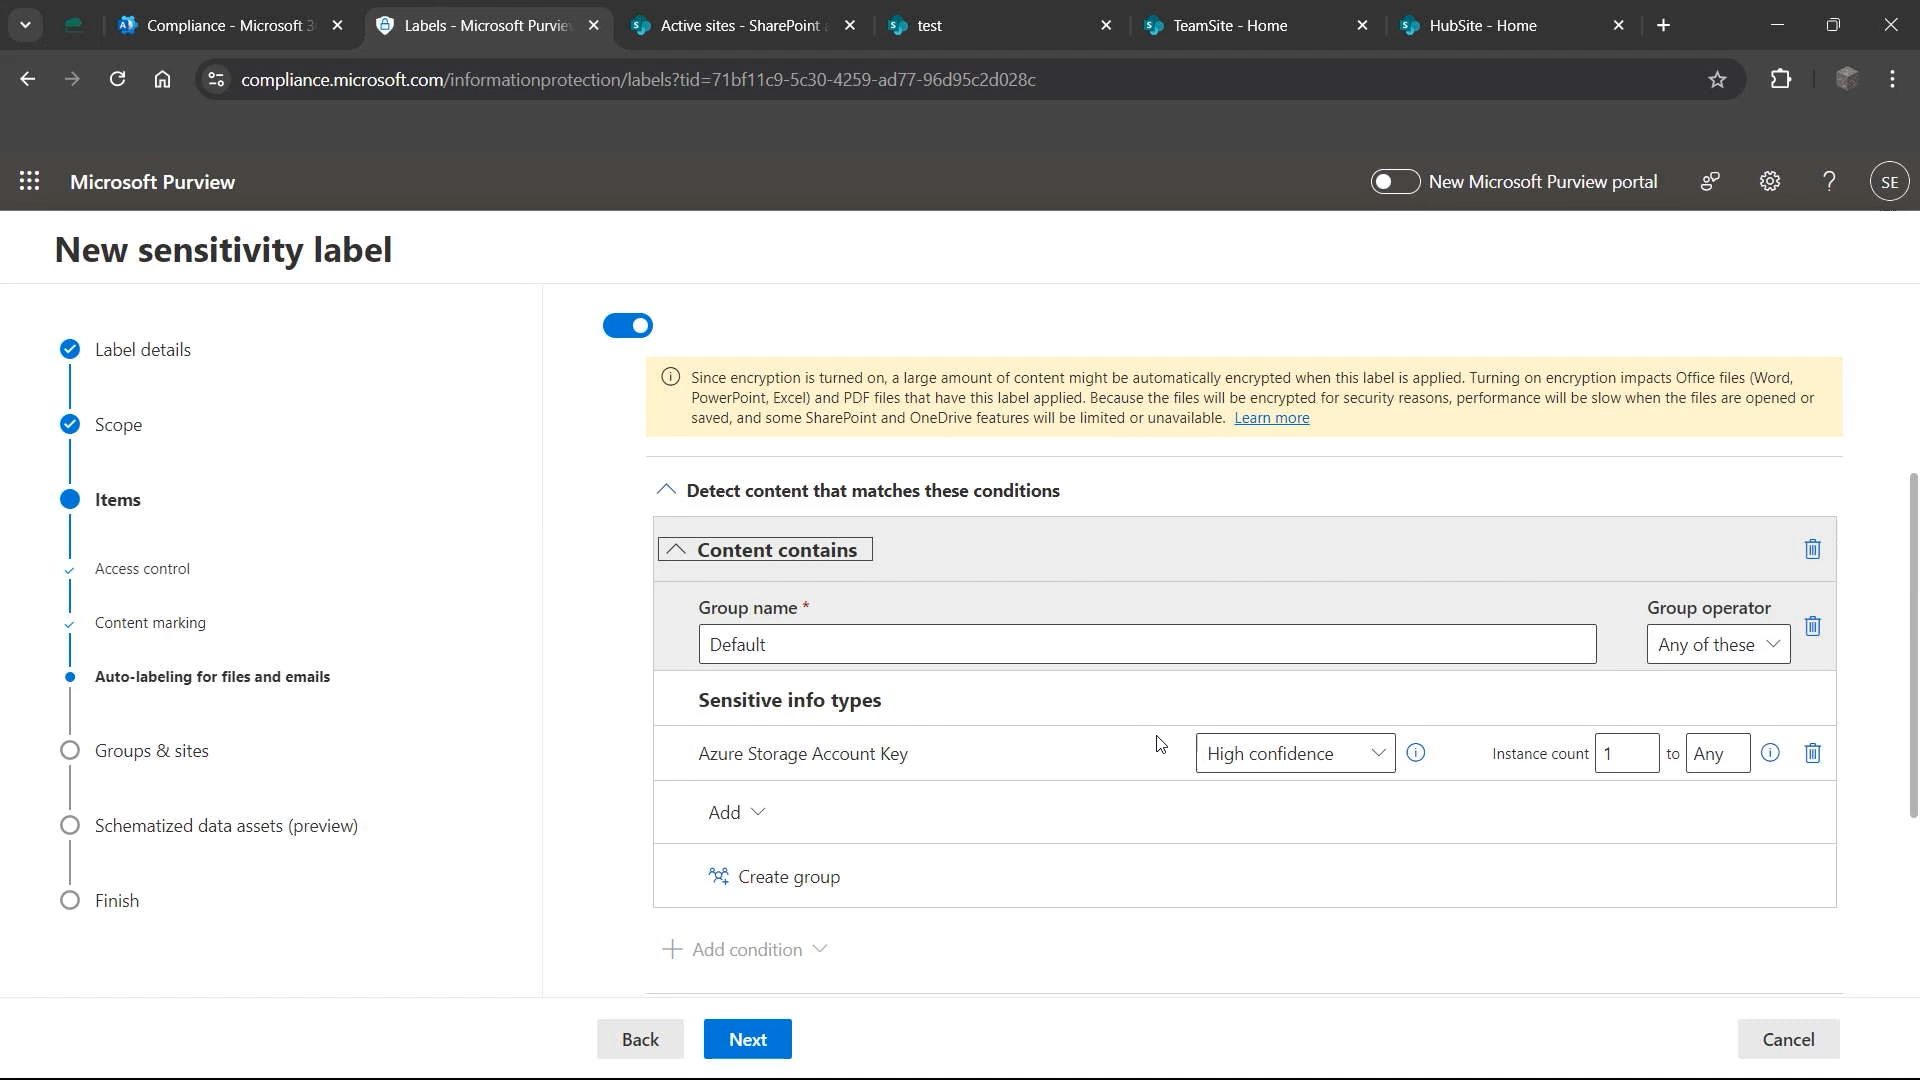 Compliance - Microsoft 3
Labels - Microsoft Purvie
Active sites - SharePoint a
test
TeamSite - Home
HubSite - Home
compliance.microsoft.com/informationprotection/labels?tid=71bf11c9-5c30-4259-ad77-96d95c2d028c
Microsoft Purview
New Microsoft Purview portal
SE
New sensitivity label
Label details
Scope
Items
Access control
Content marking
Auto-labeling for files and emails
Groups & sites
Schematized data assets (preview)
Finish
Since encryption is turned on, a large amount of content might be automatically encrypted when this label is applied. Turning on encryption impacts Office files (Word,
PowerPoint, Excel) and PDF files that have this label applied. Because the files will be encrypted for security reasons, performance will be slow when the files are opened or
saved, and some SharePoint and OneDrive features will be limited or unavailable. Learn more
Detect content that matches these conditions
Content contains
Group name *
Group operator
Default
Any of these
Sensitive info types
Azure Storage Account Key
High confidence
Instance count 1 to Any
Add
Create group
Add condition
Back
Next
Cancel